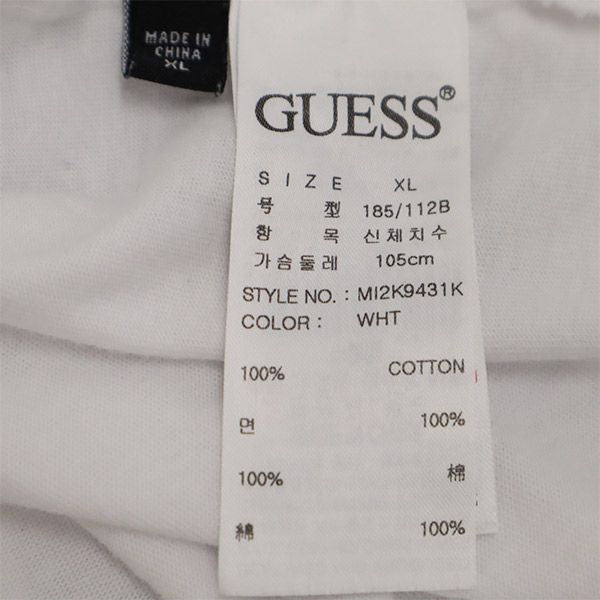 MADE IN
CHINA
XL
GUESS®
SIZE XL
号型 185/112B
항목 신체치수
가슴둘레 105cm
STYLE NO. : MI2K9431K
COLOR : WHT
100% COTTON
면 100%
100% 棉
綿 100%